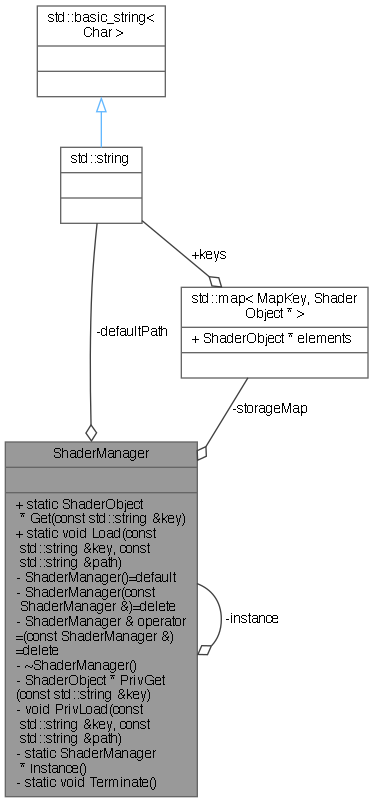 std::basic_string<
Char >
std::string
+keys
std::map< MapKey, Shader
Object * >
+ ShaderObject * elements
-defaultPath
-storageMap
ShaderManager
+ static ShaderObject
* Get(const std::string &key)
+ static void Load(const
std::string &key, const
std::string &path)
- ShaderManager()=default
- ShaderManager(const
ShaderManager &)=delete
- ShaderManager & operator
=(const ShaderManager &)
=delete
- ~ShaderManager()
- ShaderObject * PrivGet
(const std::string &key)
- void PrivLoad(const
std::string &key, const
std::string &path)
- static ShaderManager
* Instance()
- static void Terminate()
-instance